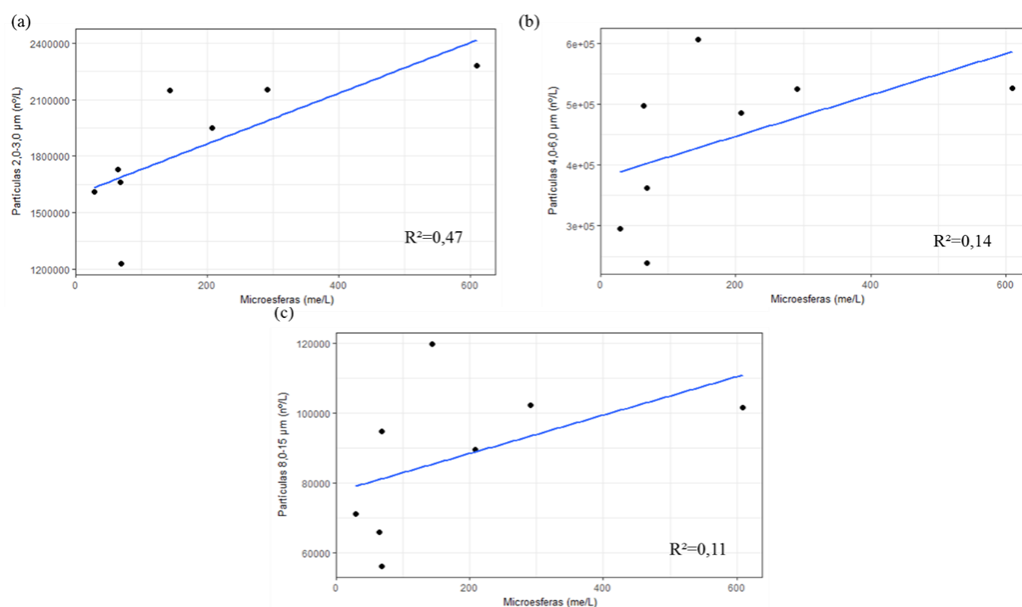 (a)
2400000
2100000
1800000
1500000
1200000
Partículas 2,0-3,0 µm (nº/L)
R²=0,47
0
200
400
600
Microesferas (me/L)
(b)
6e+05
5e+05
4e+05
3e+05
Partículas 4,0-6,0 µm (nº/L)
R²=0,14
0
200
400
600
Microesferas (me/L)
(c)
120000
100000
80000
60000
Partículas 8,0-15 µm (nº/L)
R²=0,11
0
200
400
600
Microesferas (me/L)